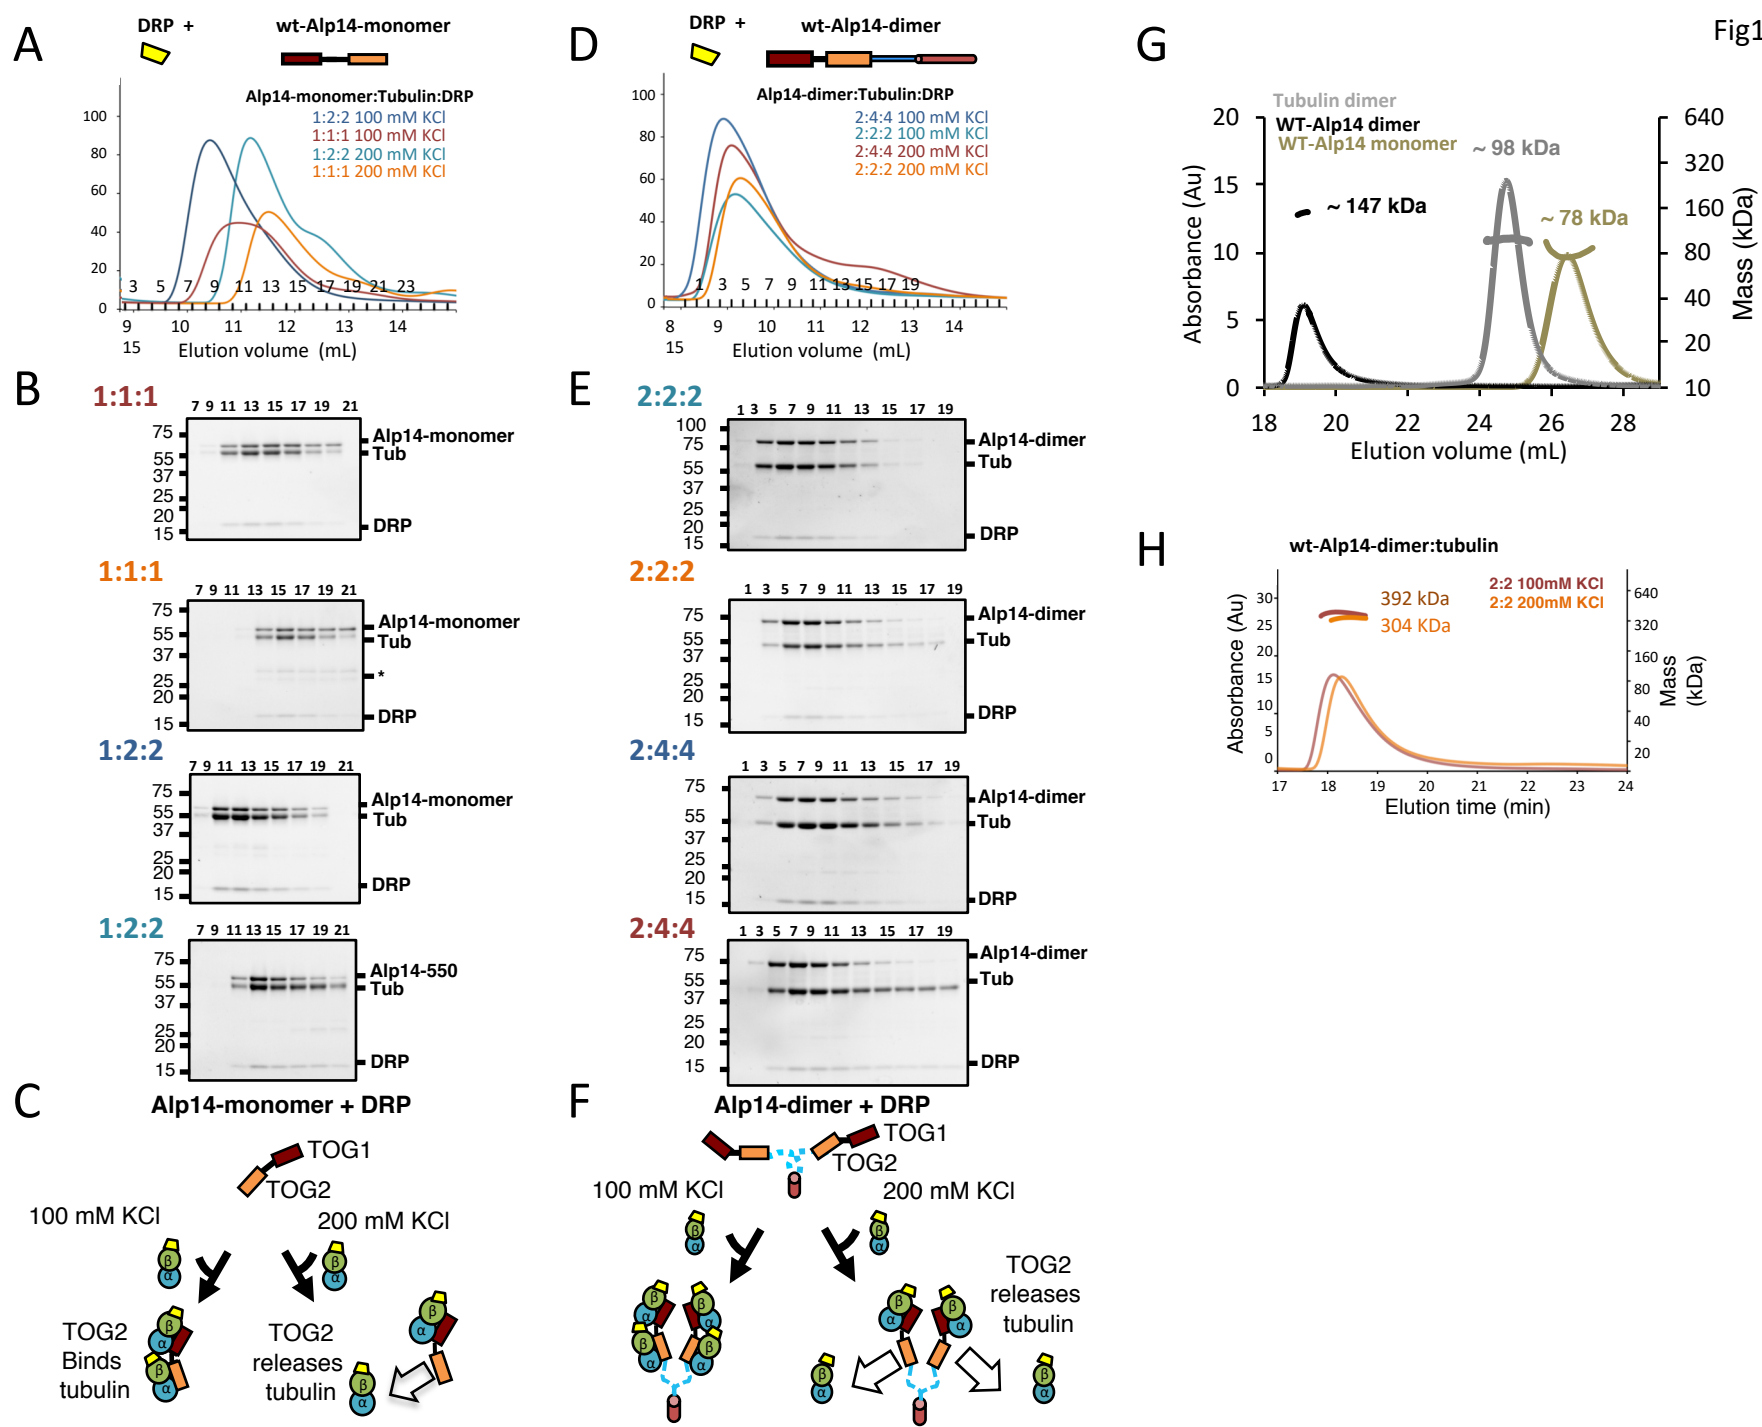 Fig1
A
DRP +
wt-Alp14-monomer
Alp14-monomer:Tubulin:DRP
1:2:2 100 mM KCl
1:1:1 100 mM KCl
1:2:2 200 mM KCl
1:1:1 200 mM KCl
100
80
60
40
20
0
3 5 7 9 11 13 15 17 19 21 23
9 10 11 12 13 14
15
Elution volume (mL)
B
1:1:1
7 9 11 13 15 17 19 21
75
55
37
25
20
15
Alp14-monomer
Tub
DRP
1:1:1
7 9 11 13 15 17 19 21
75
55
37
25
20
15
Alp14-monomer
Tub
*
DRP
1:2:2
7 9 11 13 15 17 19 21
75
55
37
25
20
15
Alp14-monomer
Tub
DRP
1:2:2
7 9 11 13 15 17 19 21
75
55
37
25
20
15
Alp14-550
Tub
DRP
C
Alp14-monomer + DRP
TOG1
TOG2
100 mM KCl
200 mM KCl
β
α
β
α
TOG2
Binds
tubulin
β
α
β
α
TOG2
releases
tubulin
β
α
β
α
D
DRP +
wt-Alp14-dimer
Alp14-dimer:Tubulin:DRP
2:4:4 100 mM KCl
2:2:2 100 mM KCl
2:4:4 200 mM KCl
2:2:2 200 mM KCl
100
80
60
40
20
0
1 3 5 7 9 11 13 15 17 19
8 9 10 11 13 14
15
Elution volume (mL)
E
2:2:2
1 3 5 7 9 11 13 15 17 19
100
75
55
37
25
20
15
Alp14-dimer
Tub
DRP
2:2:2
1 3 5 7 9 11 13 15 17 19
75
55
37
25
20
15
Alp14-dimer
Tub
DRP
2:4:4
1 3 5 7 9 11 13 15 17 19
75
55
37
25
20
15
Alp14-dimer
Tub
DRP
2:4:4
1 3 5 7 9 11 13 15 17 19
75
55
37
25
20
15
Alp14-dimer
Tub
DRP
F
Alp14-dimer + DRP
TOG1
TOG2
100 mM KCl
200 mM KCl
β
α
β
α
TOG2
releases
tubulin
β
α
β
α
β
α
β
α
β
α
β
α
β
α
β
α
G
Tubulin dimer
WT-Alp14 dimer
WT-Alp14 monomer
~ 98 kDa
~ 147 kDa
~ 78 kDa
Absorbance (Au)
20
15
10
5
0
640
320
160
80
40
20
10
Mass (kDa)
18 20 22 24 26 28
Elution volume (mL)
H
wt-Alp14-dimer:tubulin
2:2 100mM KCl
2:2 200mM KCl
392 kDa
304 KDa
Absorbance (Au)
30
25
20
15
10
5
0
640
320
160
80
40
20
Mass
(kDa)
17 18 19 20 21 22 23 24
Elution time (min)